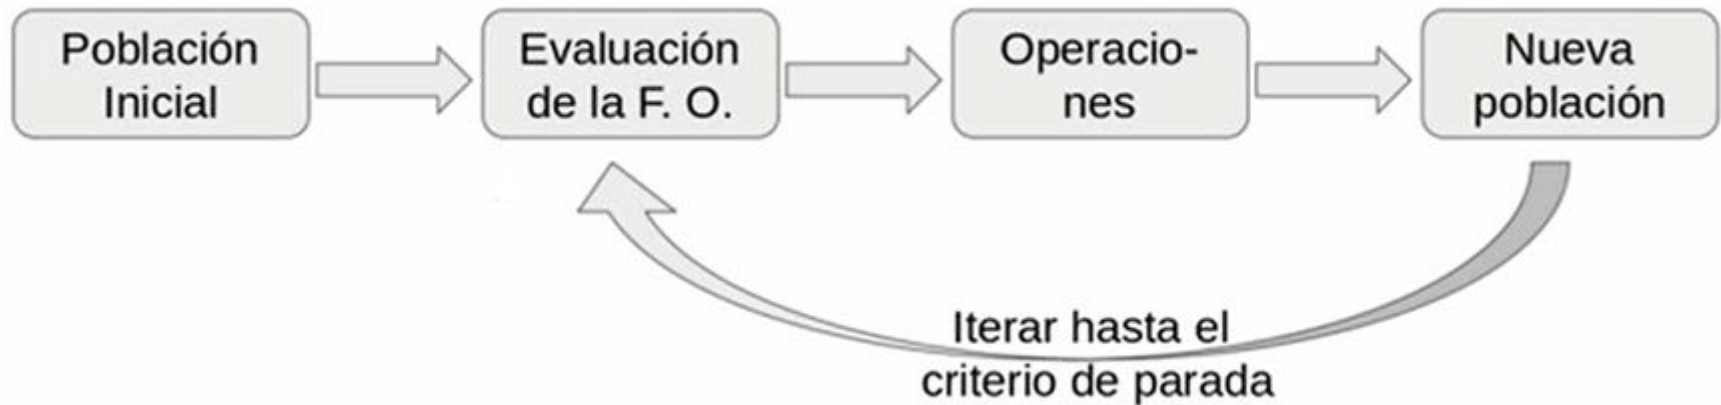 Población
Inicial
Evaluación
de la F. O.
Operacio-
nes
Nueva
población
Iterar hasta el
criterio de parada